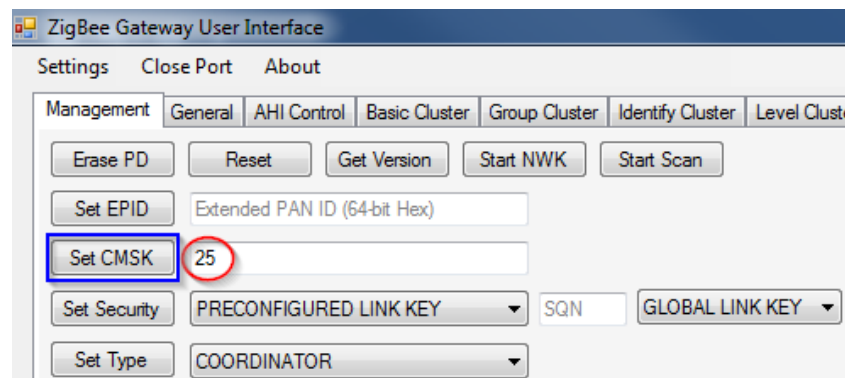 ZigBee Gateway User Interface
Settings Close Port About
Management General AHI Control Basic Cluster Group Cluster Identify Cluster Level
Erase PD Reset Get Version Start NWK Start Scan
Set EPID Extended PAN ID (64-bit Hex)
Set CMSK 25
Set Security PRECONFIGURED LINK KEY SQN GLOBAL LINK KEY
Set Type COORDINATOR